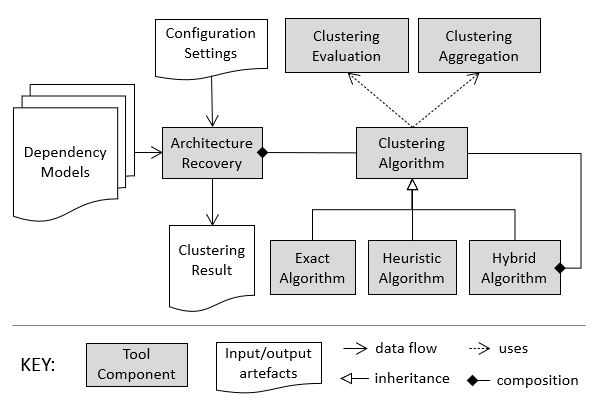 Configuration
Settings
Clustering
Evaluation
Clustering
Aggregation
Dependency
Models
Architecture
Recovery
Clustering
Algorithm
Clustering
Result
Exact
Algorithm
Heuristic
Algorithm
Hybrid
Algorithm
KEY:
Tool
Component
Input/output
artefacts
data flow
uses
inheritance
composition